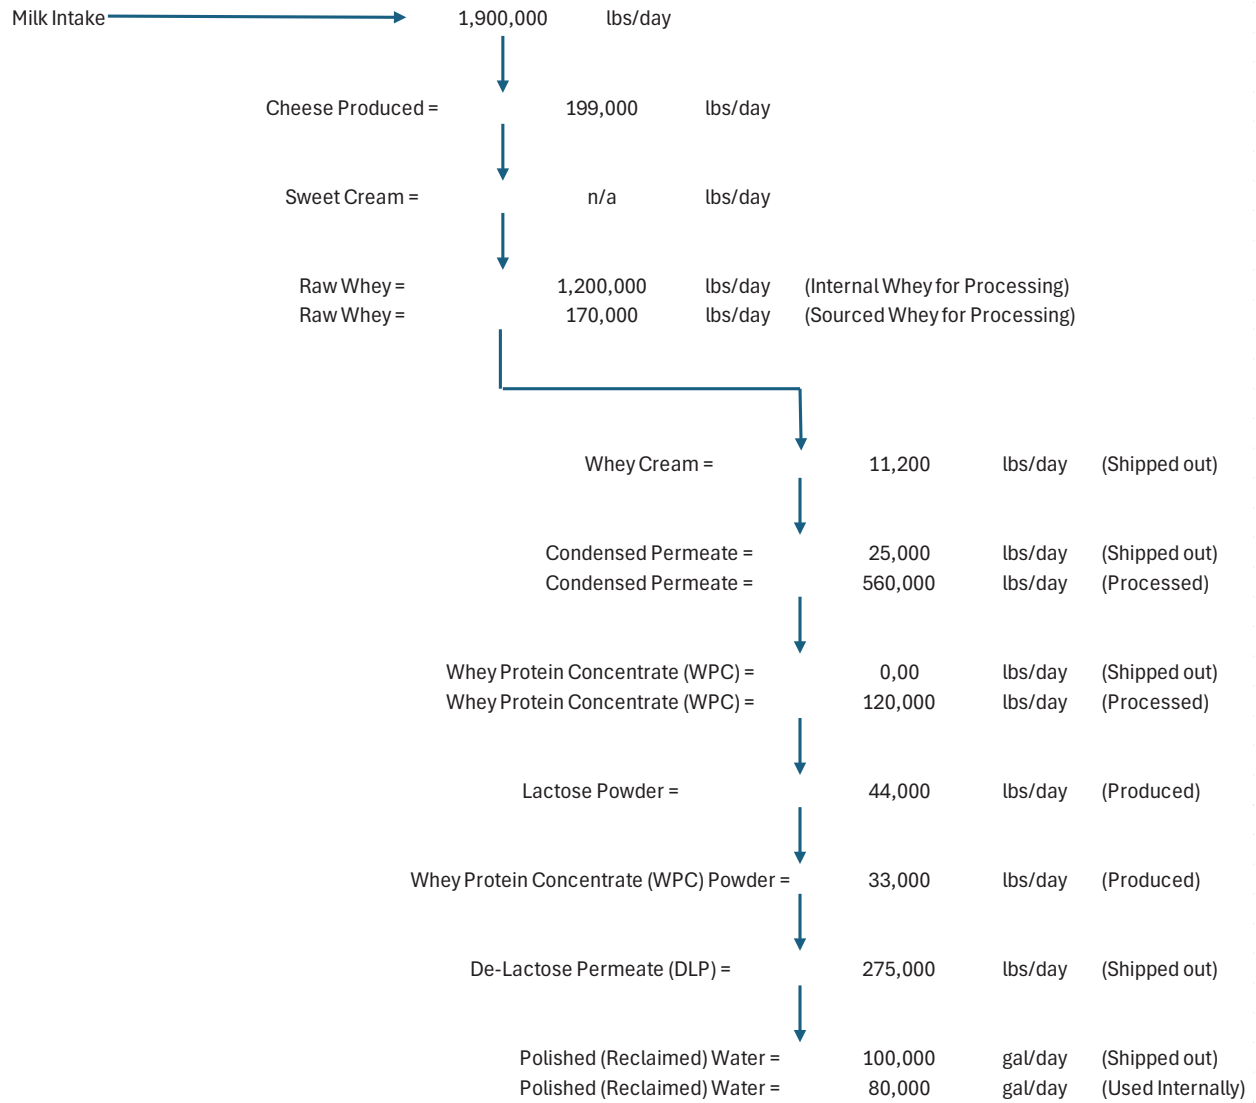 Milk Intake 1,900,000 lbs/day
Cheese Produced = 199,000 lbs/day
Sweet Cream = n/a lbs/day
Raw Whey = 1,200,000 lbs/day (Internal Whey for Processing)
Raw Whey = 170,000 lbs/day (Sourced Whey for Processing)
Whey Cream = 11,200 lbs/day (Shipped out)
Condensed Permeate = 25,000 lbs/day (Shipped out)
Condensed Permeate = 560,000 lbs/day (Processed)
Whey Protein Concentrate (WPC) = 0,00 lbs/day (Shipped out)
Whey Protein Concentrate (WPC) = 120,000 lbs/day (Processed)
Lactose Powder = 44,000 lbs/day (Produced)
Whey Protein Concentrate (WPC) Powder = 33,000 lbs/day (Produced)
De-Lactose Permeate (DLP) = 275,000 lbs/day (Shipped out)
Polished (Reclaimed) Water = 100,000 gal/day (Shipped out)
Polished (Reclaimed) Water = 80,000 gal/day (Used Internally)